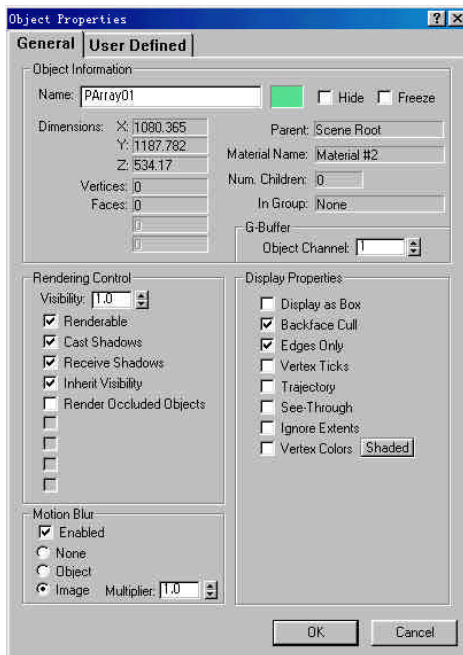 Object Properties
General User Defined
Object Information
Name: PArray01 Hide Freeze
Dimensions: X: 1080.365
Y: 1187.782
Z: 534.17
Vertices: 0
Faces: 0
0
0
Parent: Scene Root
Material Name: Material #2
Num. Children: 0
In Group: None
G-Buffer
Object Channel: 1
Rendering Control
Visibility: 1.0
Renderable
Cast Shadows
Receive Shadows
Inherit Visibility
Render Occluded Objects
Motion Blur
Enabled
None
Object
Image Multiplier: 1.0
Display Properties
Display as Box
Backface Cull
Edges Only
Vertex Ticks
Trajectory
See-Through
Ignore Extents
Vertex Colors Shaded
OK Cancel